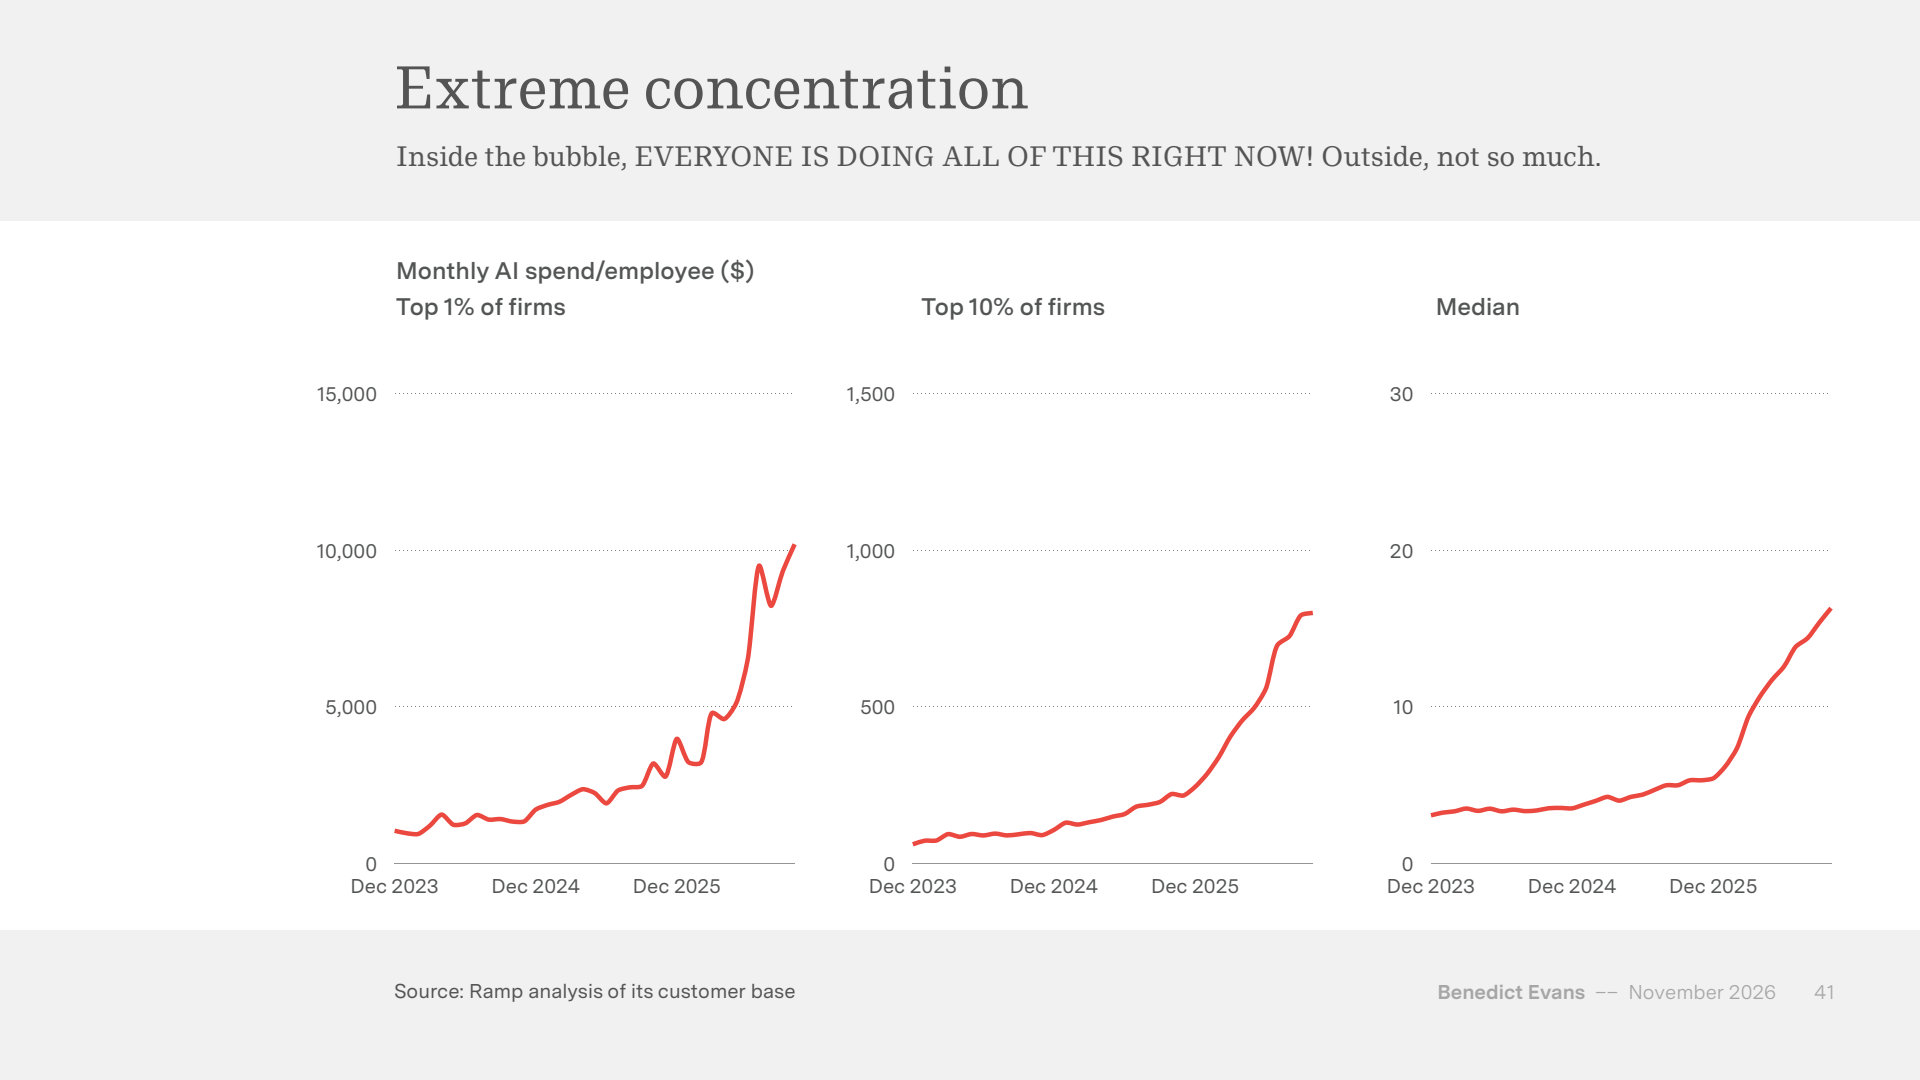 Extreme concentration
Inside the bubble, EVERYONE IS DOING ALL OF THIS RIGHT NOW! Outside, not so much.
Monthly AI spend/employee ($)
Top 1% of firms
15,000
10,000
5,000
0
Dec 2023 Dec 2024 Dec 2025
Top 10% of firms
1,500
1,000
500
0
Dec 2023 Dec 2024 Dec 2025
Median
30
20
10
0
Dec 2023 Dec 2024 Dec 2025
Source: Ramp analysis of its customer base
Benedict Evans –– November 2026 41